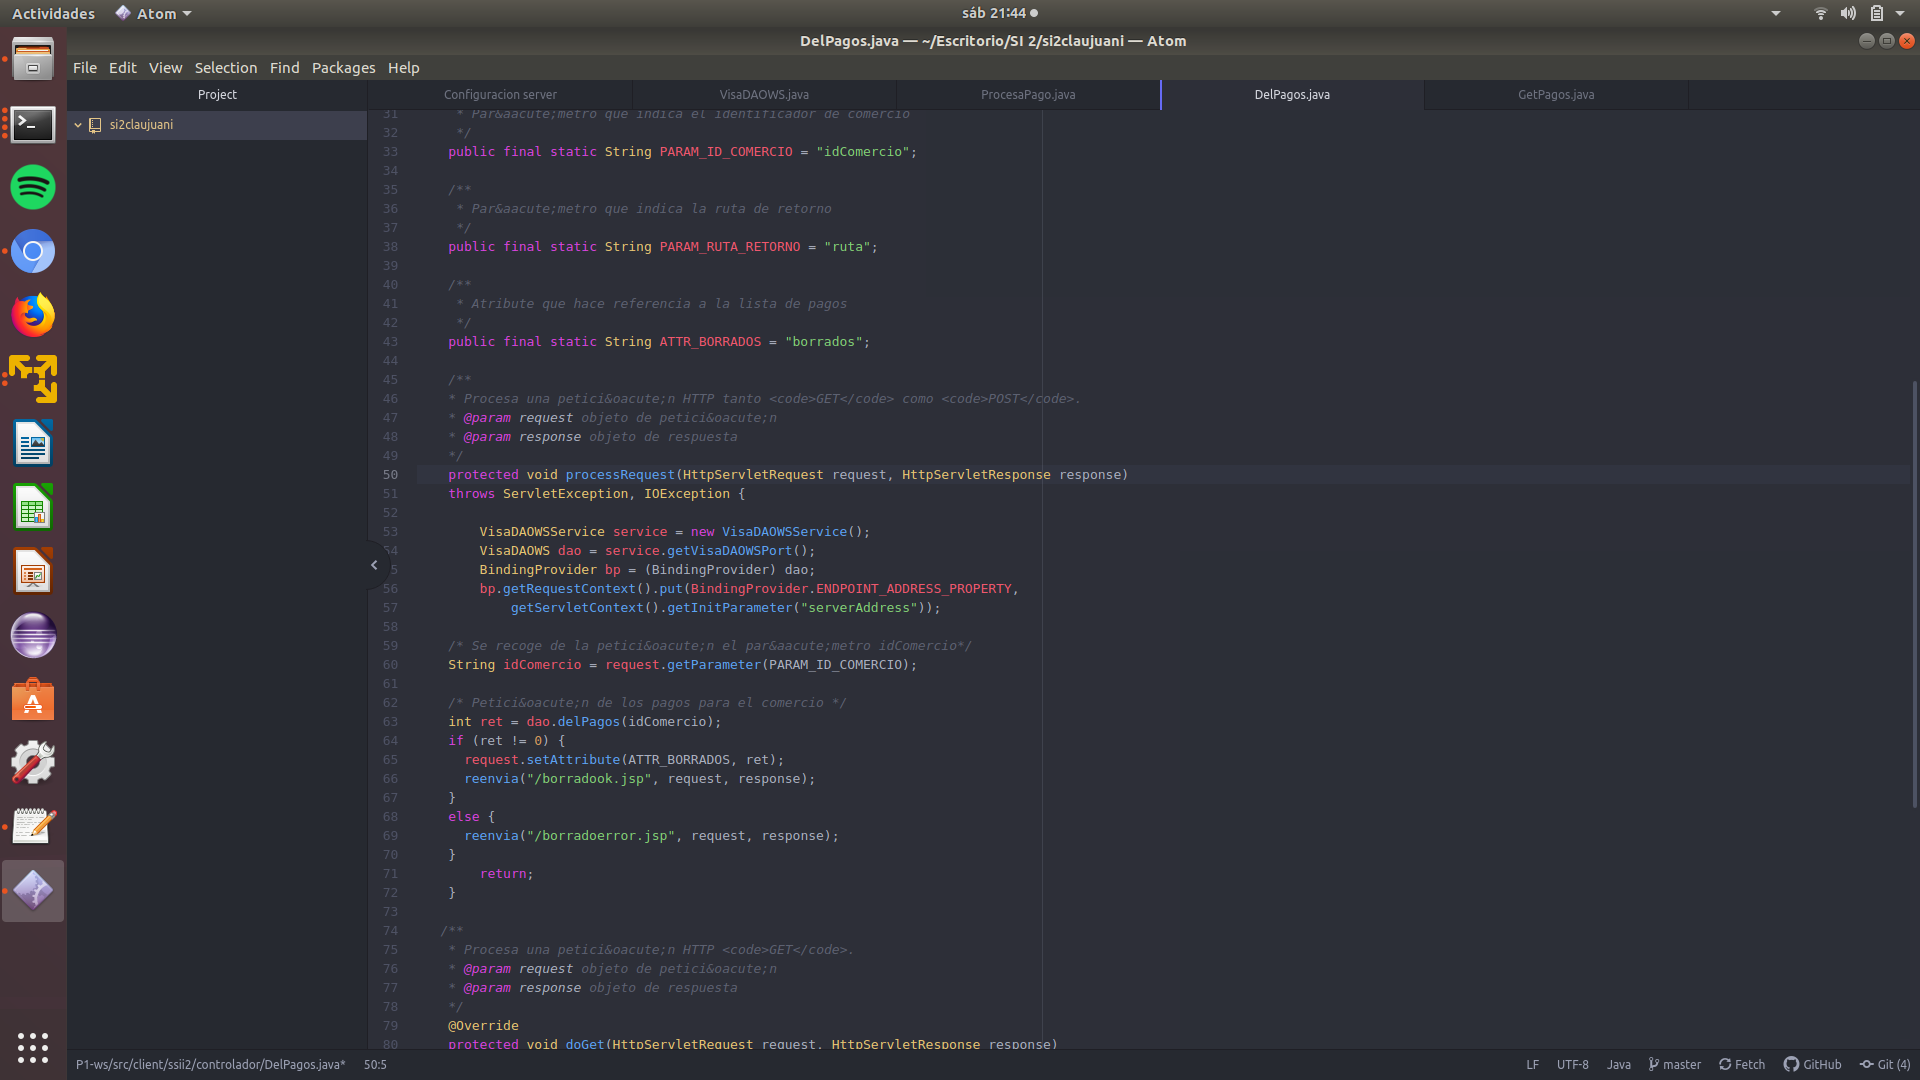 Actividades
Atom
sáb 21:44
DelPagos.java — ~/Escritorio/SI 2/si2claujuani — Atom
File Edit View Selection Find Packages Help
Project
Configuracion server
VisaDAOWS.java
ProcesaPago.java
DelPagos.java
GetPagos.java
si2claujuani
31 * Par&aacute;metro que indica el identificador de comercio
32 */
33 public final static String PARAM_ID_COMERCIO = "idComercio";
34
35 /**
36 * Par&aacute;metro que indica la ruta de retorno
37 */
38 public final static String PARAM_RUTA_RETORNO = "ruta";
39
40 /**
41 * Atribute que hace referencia a la lista de pagos
42 */
43 public final static String ATTR_BORRADOS = "borrados";
44
45 /**
46 * Procesa una petici&oacute;n HTTP tanto <code>GET</code> como <code>POST</code>.
47 * @param request objeto de petici&oacute;n
48 * @param response objeto de respuesta
49 */
50 protected void processRequest(HttpServletRequest request, HttpServletResponse response)
51 throws ServletException, IOException {
52
53 VisaDAOWSService service = new VisaDAOWSService();
54 VisaDAOWS dao = service.getVisaDAOWSPort();
5 BindingProvider bp = (BindingProvider) dao;
56 bp.getRequestContext().put(BindingProvider.ENDPOINT_ADDRESS_PROPERTY,
57 getServletContext().getInitParameter("serverAddress"));
58
59 /* Se recoge de la petici&oacute;n el par&aacute;metro idComercio*/
60 String idComercio = request.getParameter(PARAM_ID_COMERCIO);
61
62 /* Petici&oacute;n de los pagos para el comercio */
63 int ret = dao.delPagos(idComercio);
64 if (ret != 0) {
65 request.setAttribute(ATTR_BORRADOS, ret);
66 reenvia("/borradook.jsp", request, response);
67 }
68 else {
69 reenvia("/borradoerror.jsp", request, response);
70 }
71 return;
72 }
73
74 /**
75 * Procesa una petici&oacute;n HTTP <code>GET</code>.
76 * @param request objeto de petici&oacute;n
77 * @param response objeto de respuesta
78 */
79 @Override
80 protected void doGet(HttpServletRequest request, HttpServletResponse response)
P1-ws/src/client/ssii2/controlador/DelPagos.java* 50:5
LF UTF-8 Java master Fetch GitHub Git (4)